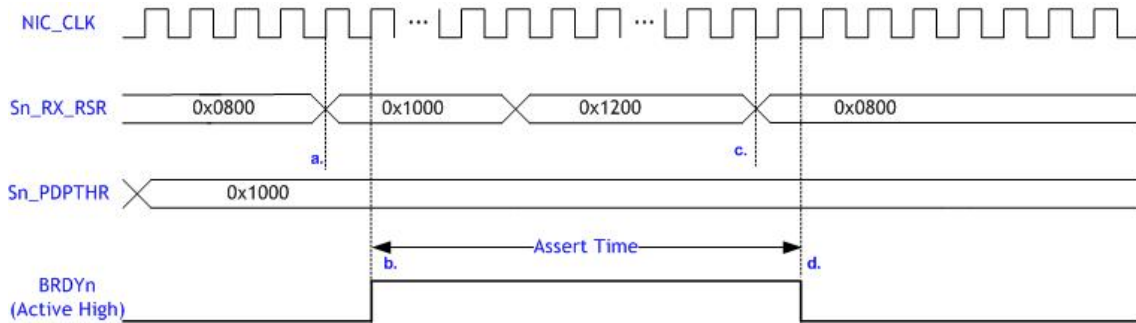 NIC_CLK
... ...
Sn_RX_RSR 0x0800 0x1000 0x1200 0x0800
a. c.
Sn_PDPTHR 0x1000
Assert Time
b. d.
BRDYn
(Active High)